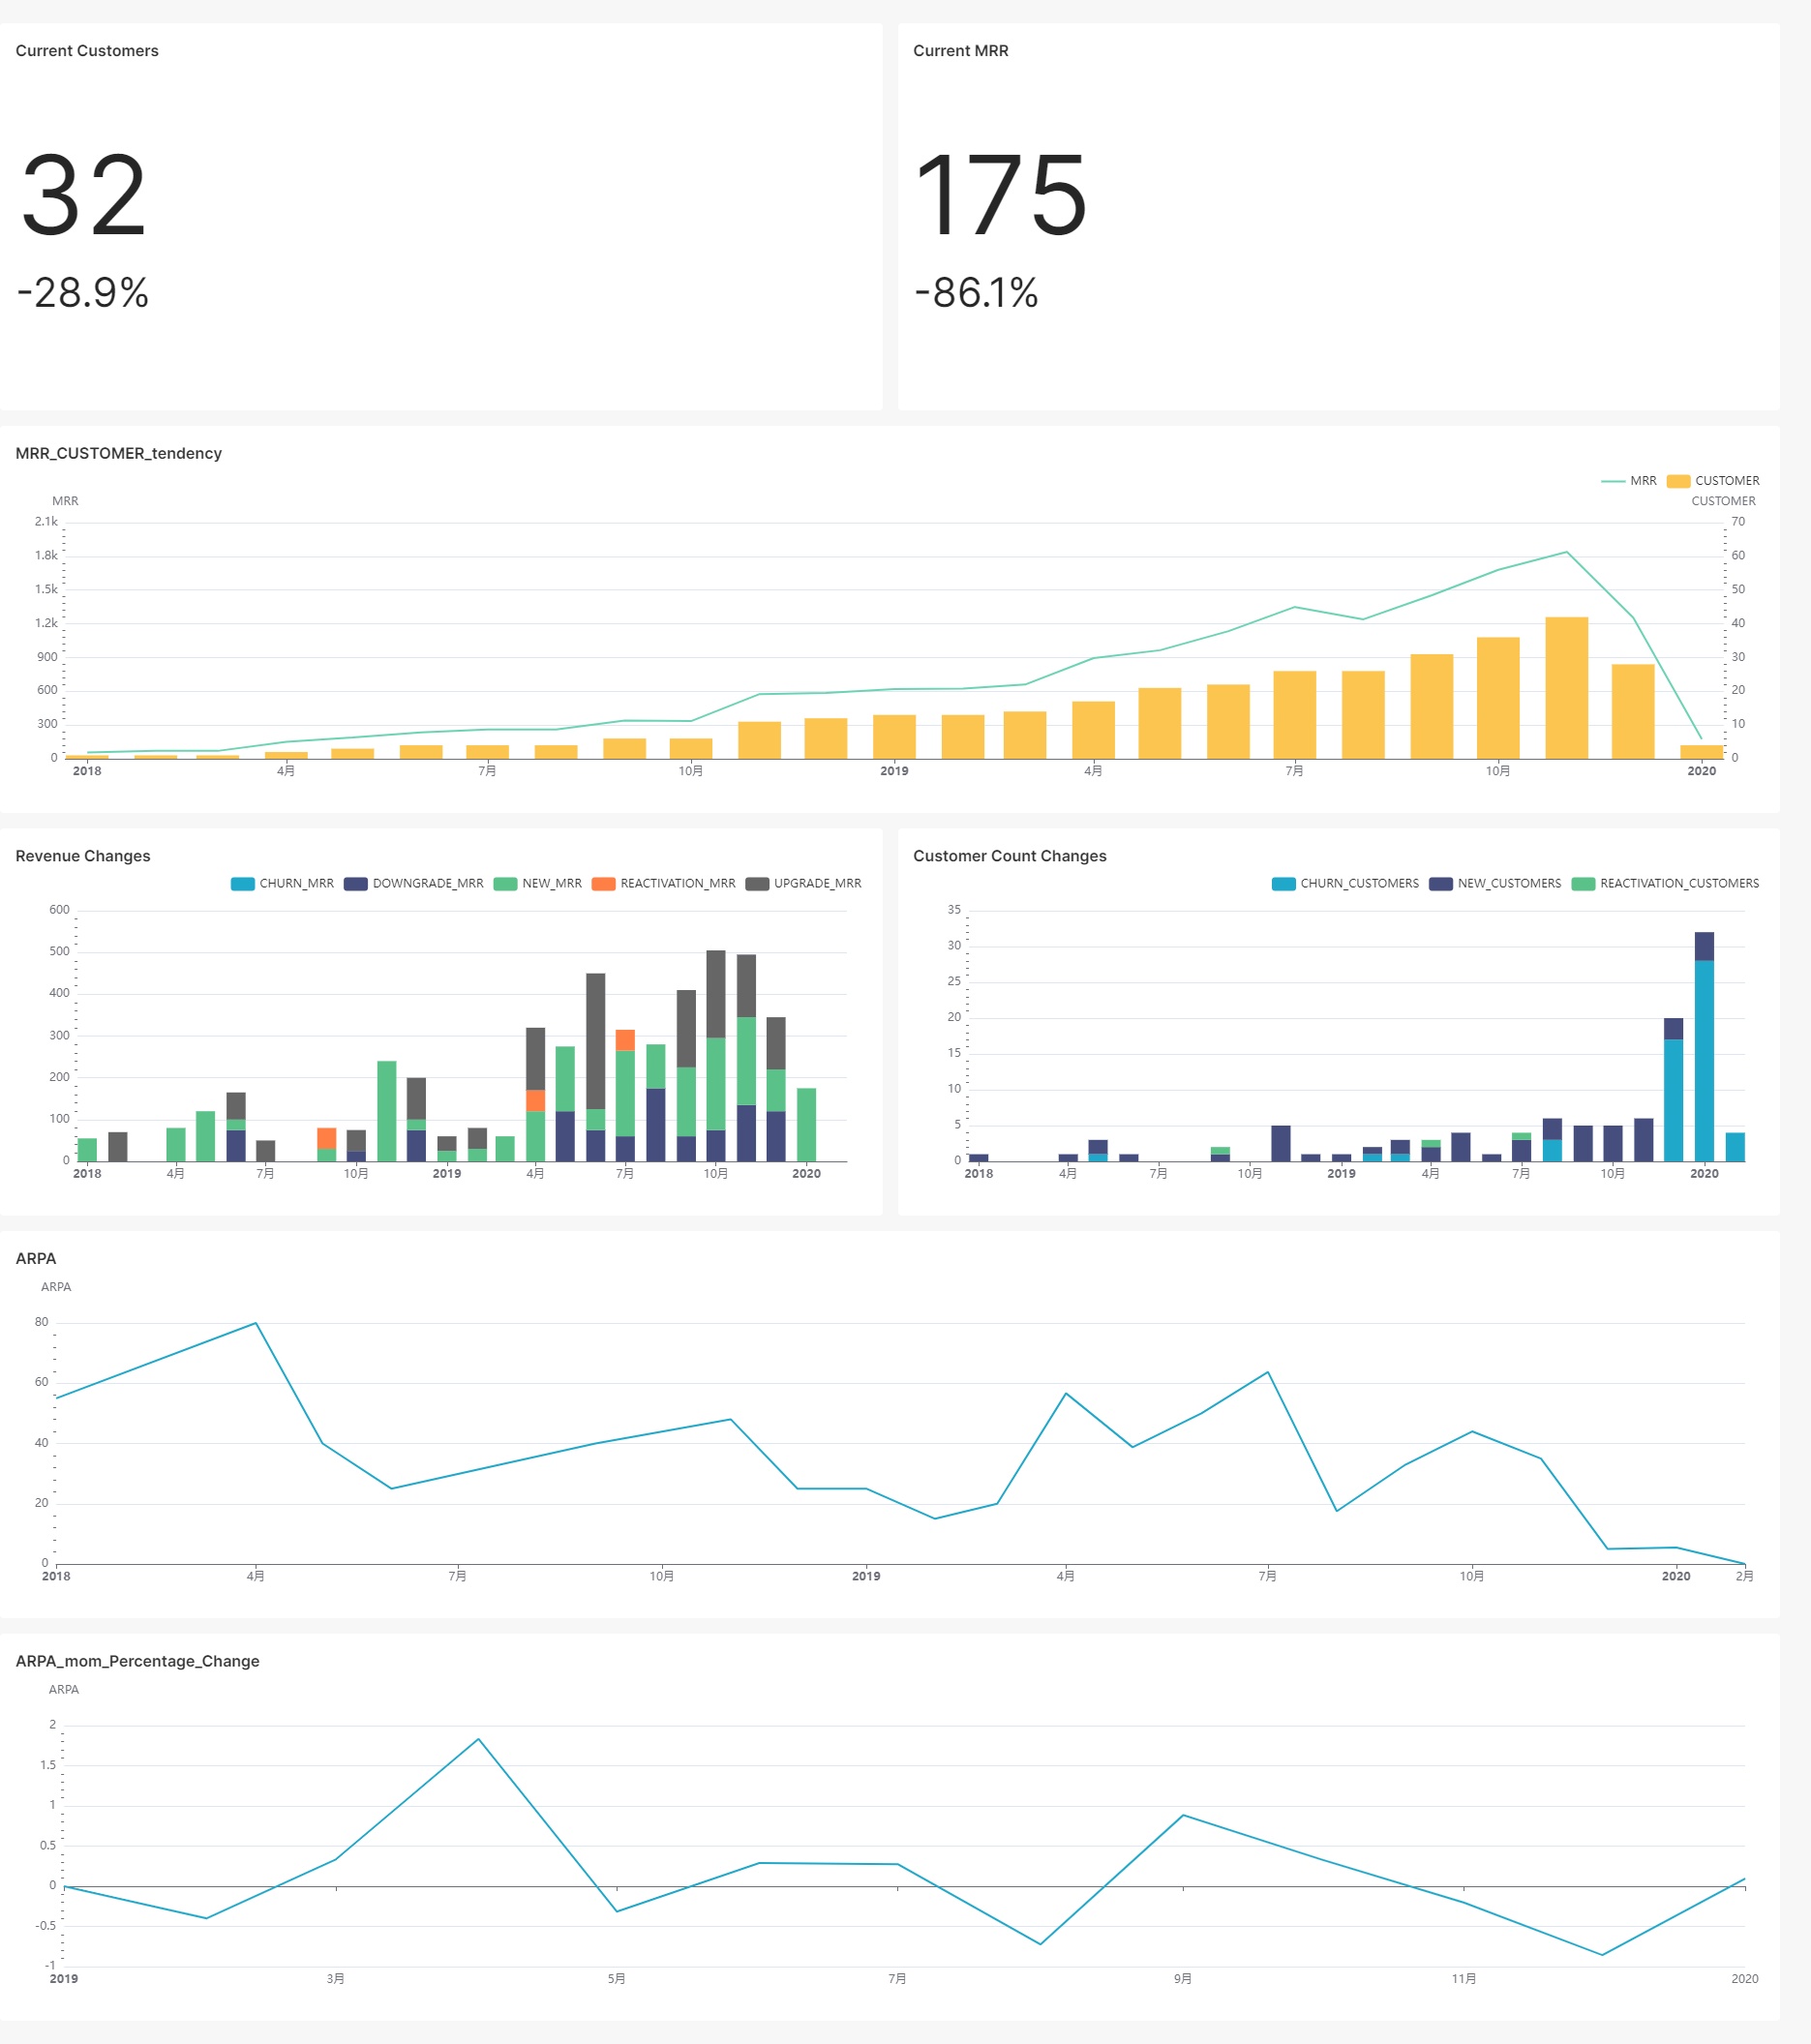 Current Customers
32
-28.9%
Current MRR
175
-86.1%
MRR_CUSTOMER_tendency
MRR CUSTOMER
MRR CUSTOMER
2.1k 70
1.8k 60
1.5k 50
1.2k 40
900 30
600 20
300 10
0 0
2018 4月 7月 10月 2019 4月 7月 10月 2020
Revenue Changes
CHURN_MRR DOWNGRADE_MRR NEW_MRR REACTIVATION_MRR UPGRADE_MRR
600
500
400
300
200
100
0
2018 4月 7月 10月 2019 4月 7月 10月 2020
Customer Count Changes
CHURN_CUSTOMERS NEW_CUSTOMERS REACTIVATION_CUSTOMERS
35
30
25
20
15
10
5
0
2018 4月 7月 10月 2019 4月 7月 10月 2020
ARPA
ARPA
80
60
40
20
0
2018 4月 7月 10月 2019 4月 7月 10月 2020 2月
ARPA_mom_Percentage_Change
ARPA
2
1.5
1
0.5
0
-0.5
-1
2019 3月 5月 7月 9月 11月 2020